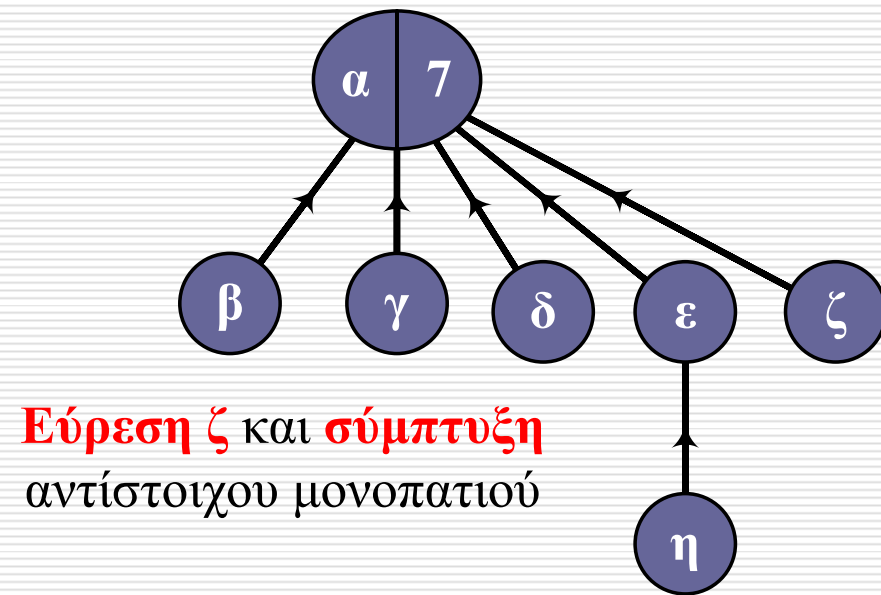 α 7
β γ δ ε ζ
Εύρεση ζ και σύμπτυξη
αντίστοιχου μονοπατιού
η